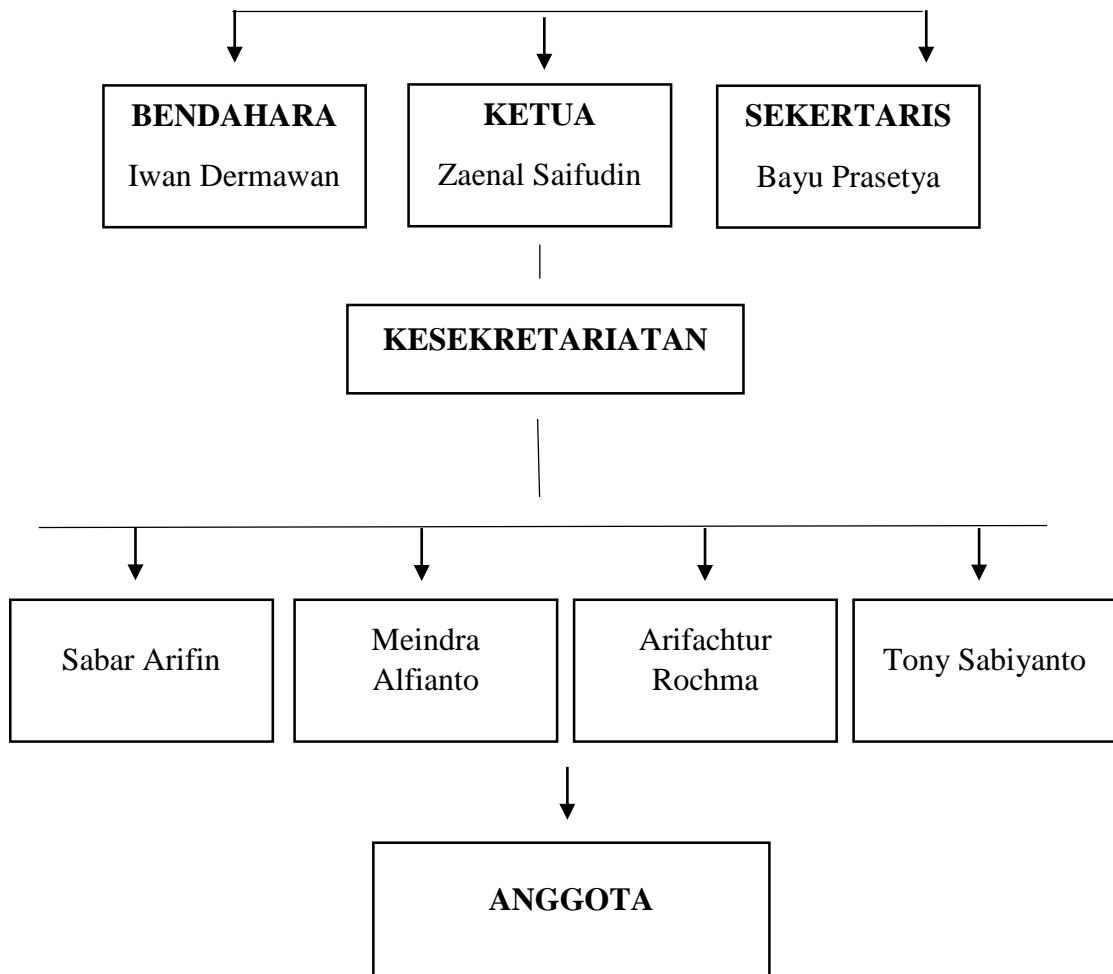 BENDAHARA
Iwan Dermawan
KETUA
Zaenal Saifudin
SEKERTARIS
Bayu Prasetya
KESEKRETARIATAN
Sabar Arifin
Meindra
Alfianto
Arifachtur
Rochma
Tony Sabiyanto
ANGGOTA